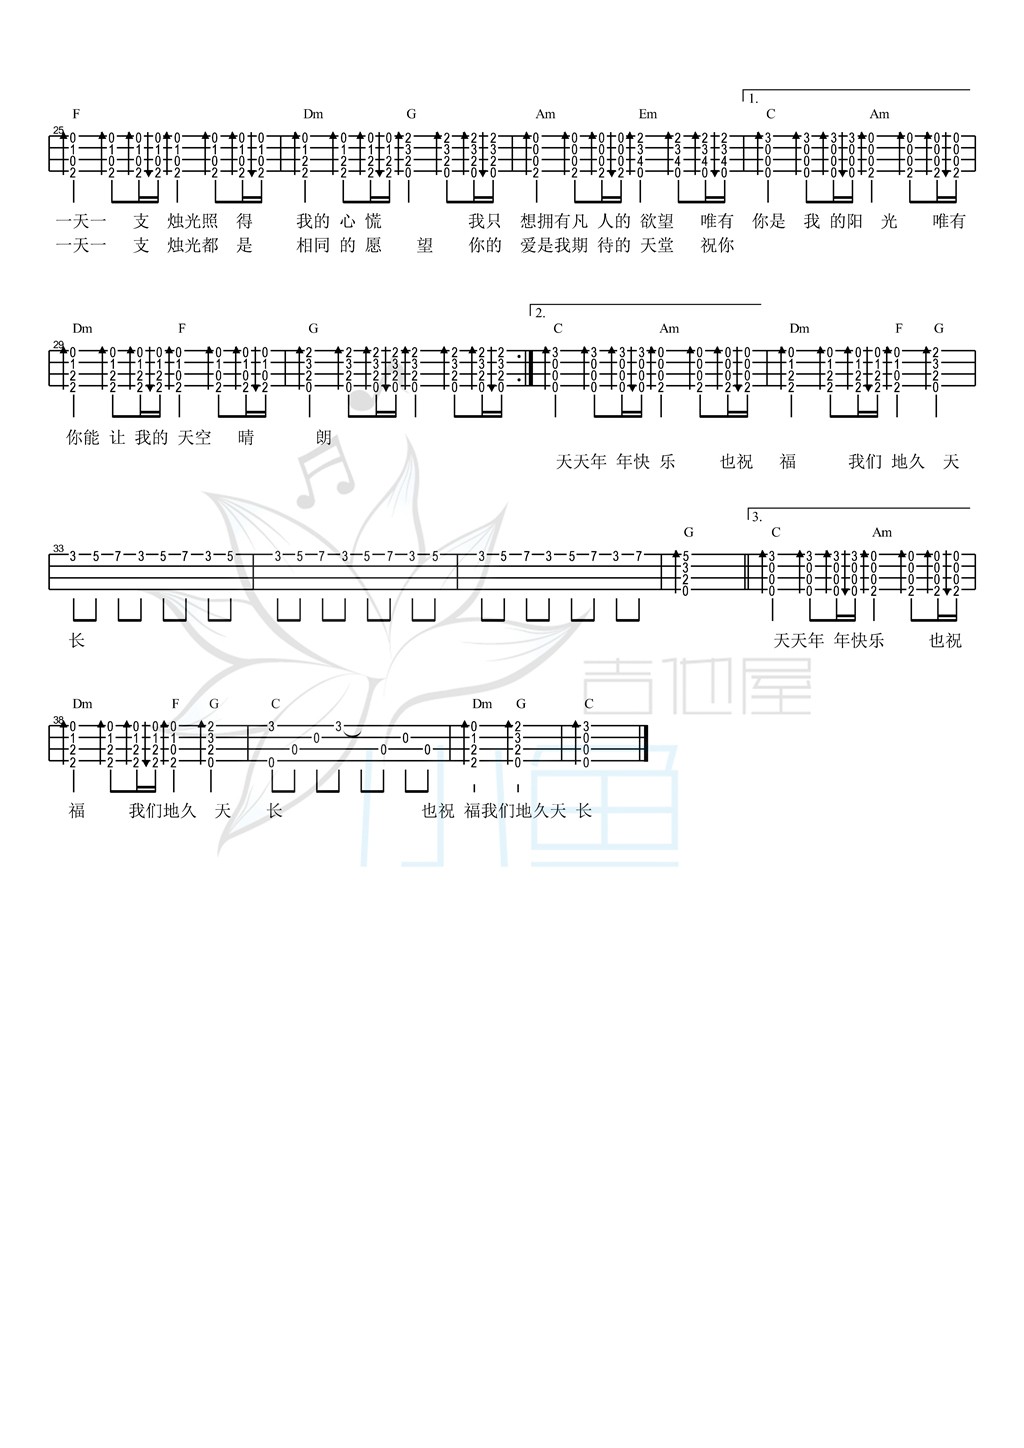 1.
F Dm G Am Em C Am
25
一天一 支 烛光照 得 我的 心 慌 我只 想拥有凡 人的 欲望 唯有 你是 我 的阳 光 唯有
一天一 支 烛光都 是 相同 的 愿 望 你的 爱是我期 待的 天堂 祝你
2.
Dm F G C Am Dm F G
29
你能 让 我的 天空 晴 朗
天天年 年快 乐 也祝 福 我们 地久 天
3.
G C Am
33
3 5 7 3 5 7 3 5 3 5 7 3 5 7 3 5 3 5 7 3 5 7 3 7
长 天天年 年快乐 也祝
吉他屋
Dm F G C Dm G C
38
福 我们地久 天 长 也祝 福我们地久天 长
小鱼